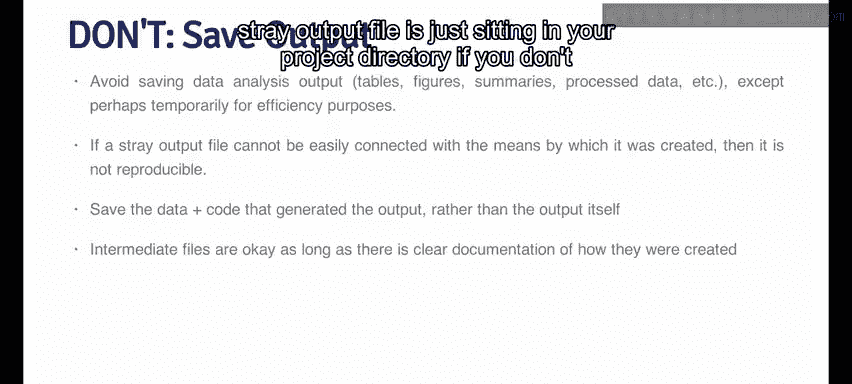 DON'T: Save Output
stray output file is just sitting in your
project directory if you don't
· Avoid saving data analysis output (tables, figures, summaries, processed data, etc.), except
perhaps temporarily for efficiency purposes.
· If a stray output file cannot be easily connected with the means by which it was created, then it is
not reproducible.
· Save the data + code that generated the output, rather than the output itself
· Intermediate files are okay as long as there is clear documentation of how they were created